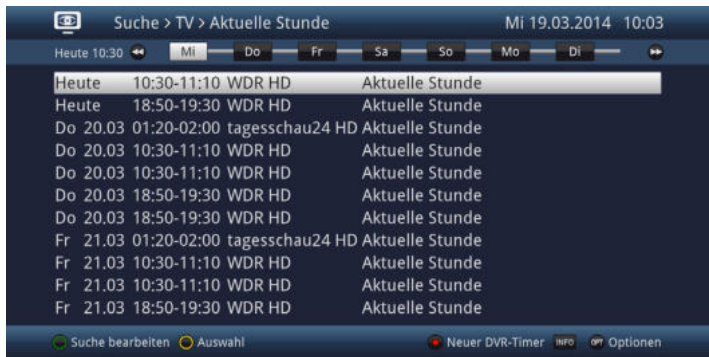 Suche > TV > Aktuelle Stunde Mi 19.03.2014 10:03
Heute 10:30 Mi Do Fr Sa So Mo Di
Heute 10:30-11:10 WDR HD Aktuelle Stunde
Heute 18:50-19:30 WDR HD Aktuelle Stunde
Do 20.03 01:20-02:00 tagesschau24 HD Aktuelle Stunde
Do 20.03 10:30-11:10 WDR HD Aktuelle Stunde
Do 20.03 10:30-11:10 WDR HD Aktuelle Stunde
Do 20.03 18:50-19:30 WDR HD Aktuelle Stunde
Do 20.03 18:50-19:30 WDR HD Aktuelle Stunde
Fr 21.03 01:20-02:00 tagesschau24 HD Aktuelle Stunde
Fr 21.03 10:30-11:10 WDR HD Aktuelle Stunde
Fr 21.03 10:30-11:10 WDR HD Aktuelle Stunde
Fr 21.03 18:50-19:30 WDR HD Aktuelle Stunde
Suche bearbeiten Auswahl Neuer DVR-Timer INFO OPT Optionen